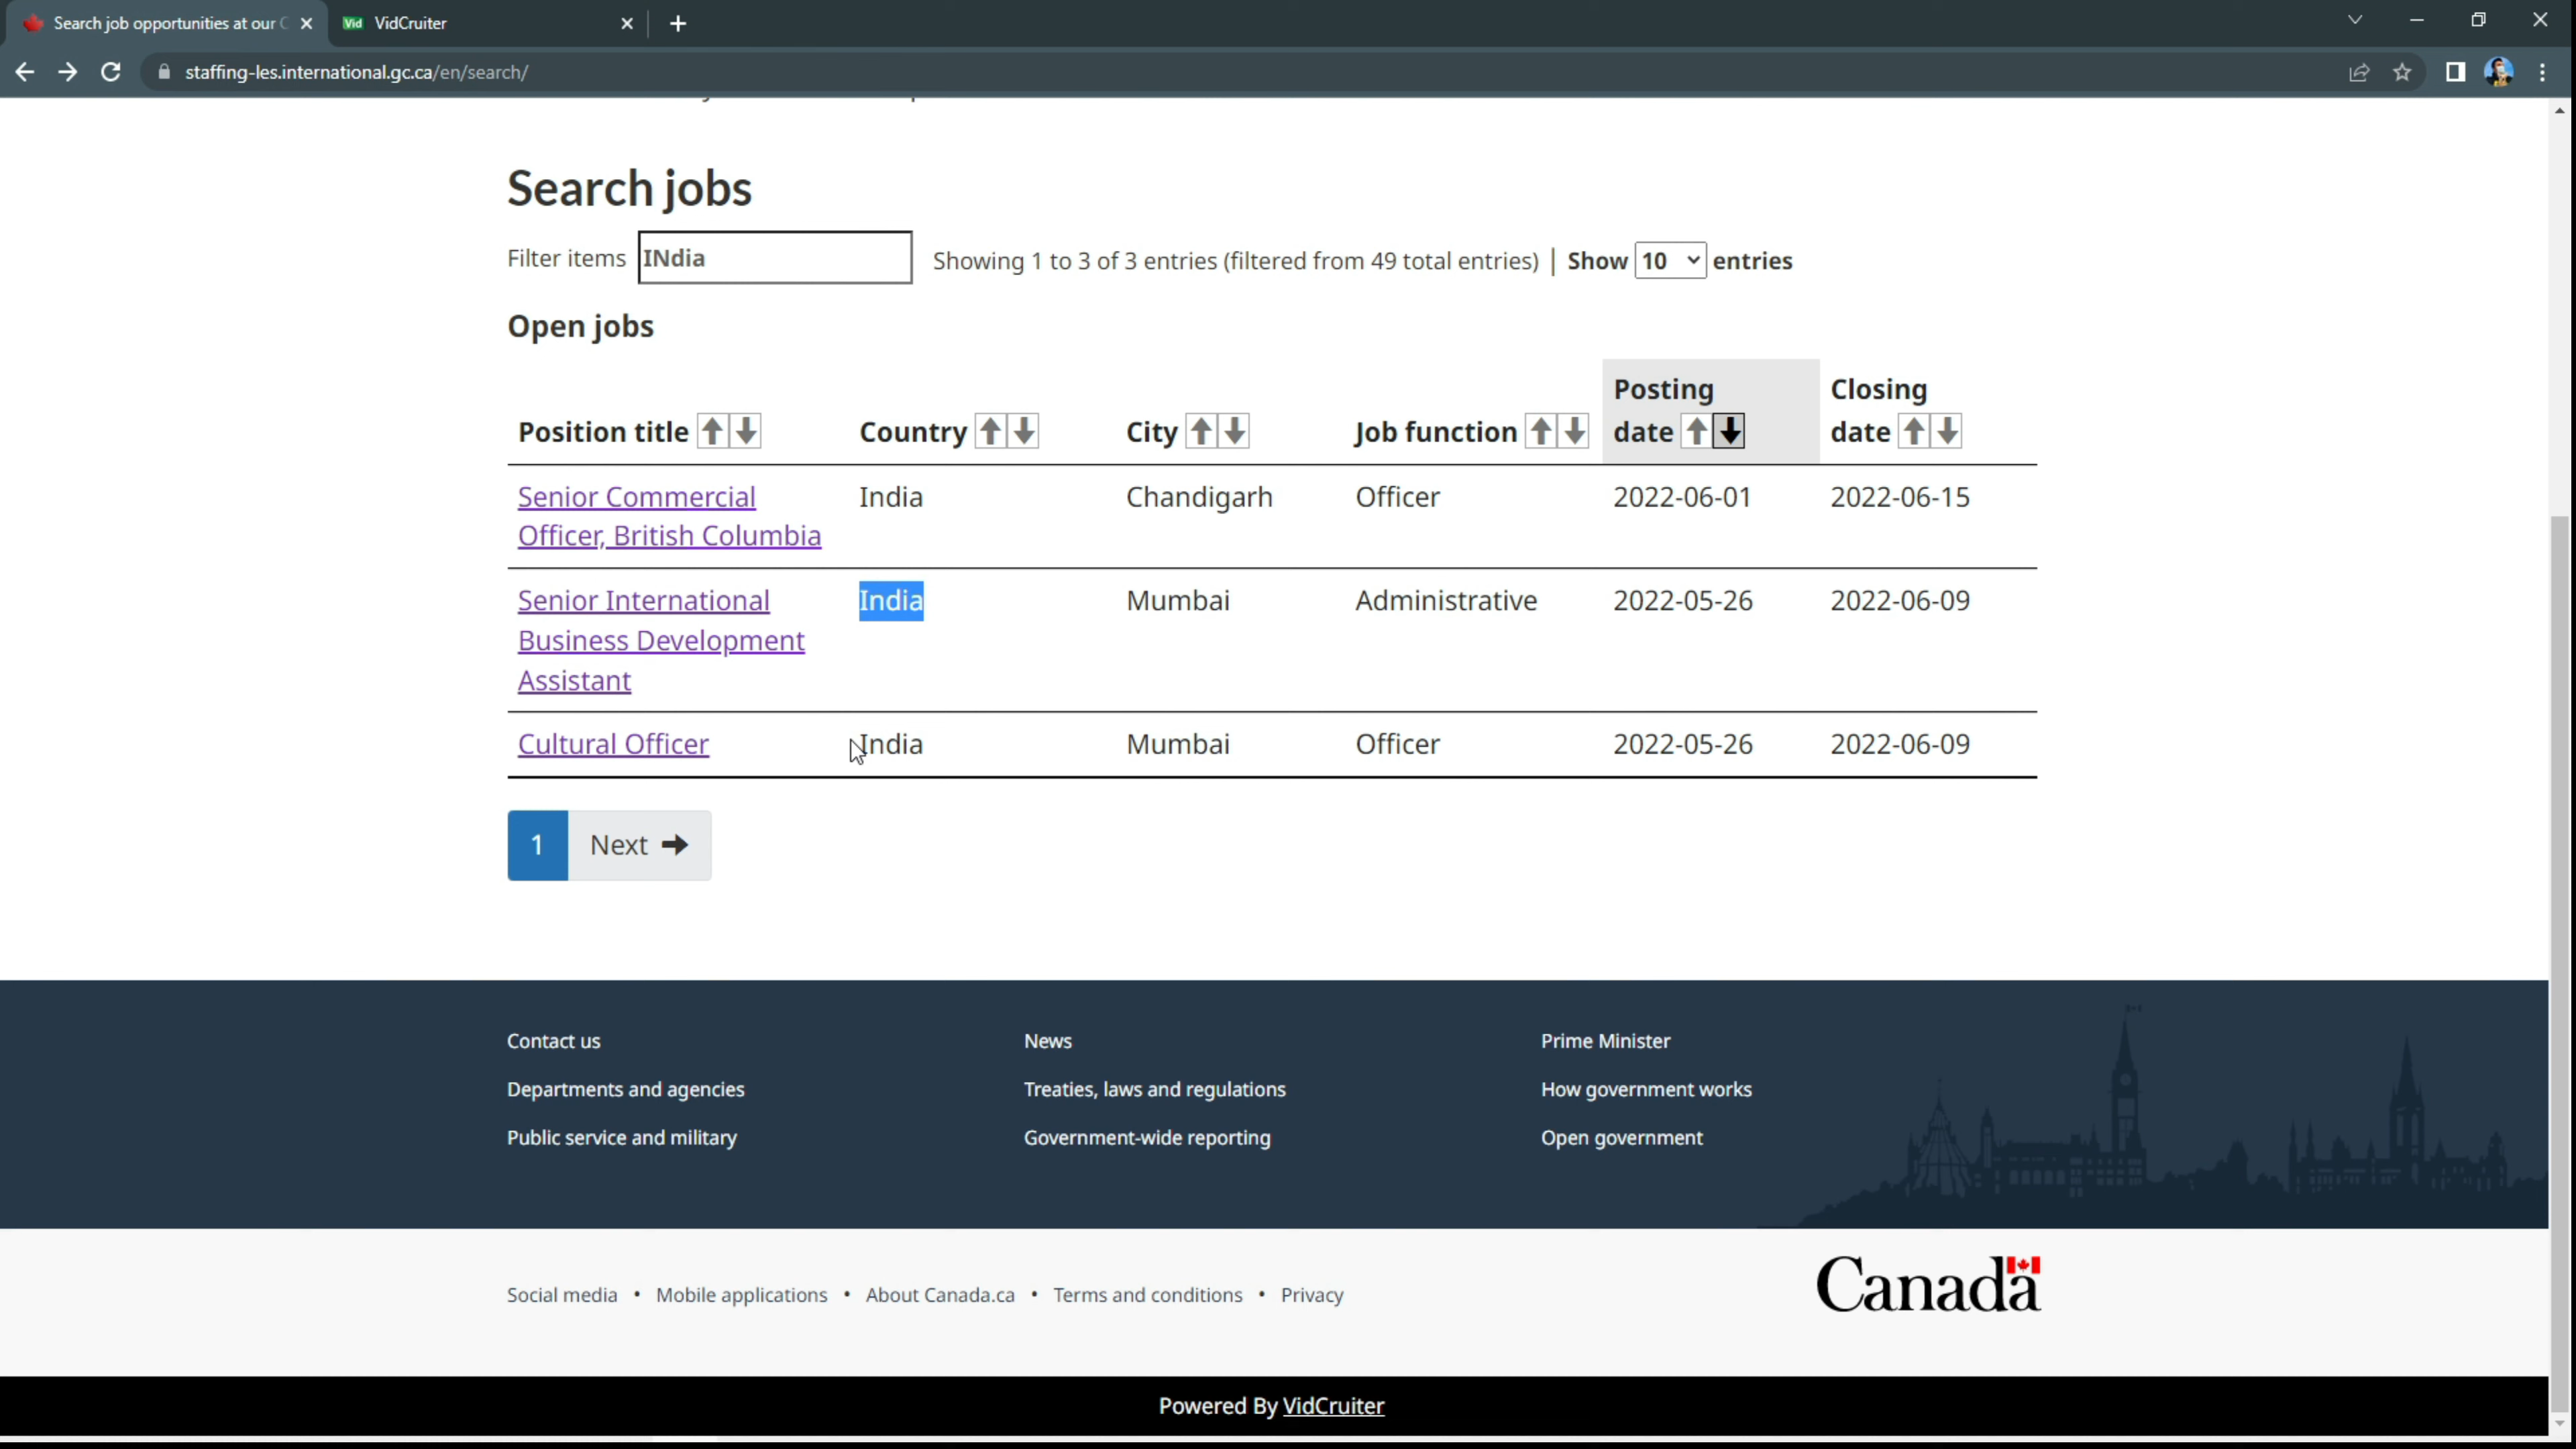 Search job opportunities at our C
Vid VidCruiter
staffing-les.international.gc.ca/en/search/
Search jobs
Filter items INdia Showing 1 to 3 of 3 entries (filtered from 49 total entries) | Show 10 entries
Open jobs
Posting Closing
Position title Country City Job function date date
Senior Commercial India Chandigarh Officer 2022-06-01 2022-06-15
Officer, British Columbia
Senior International India Mumbai Administrative 2022-05-26 2022-06-09
Business Development
Assistant
Cultural Officer India Mumbai Officer 2022-05-26 2022-06-09
1 Next
Contact us News Prime Minister
Departments and agencies Treaties, laws and regulations How government works
Public service and military Government-wide reporting Open government
Social media • Mobile applications • About Canada.ca • Terms and conditions • Privacy
Canada
Powered By VidCruiter